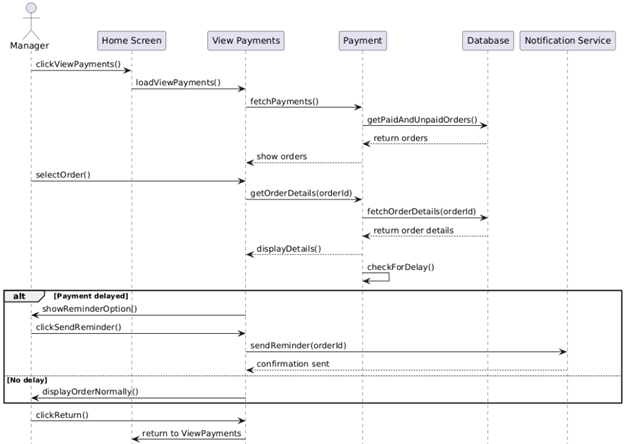 Manager
Home Screen
View Payments
Payment
Database
Notification Service
clickViewPayments()
loadViewPayments()
fetchPayments()
getPaidAndUnpaidOrders()
return orders
show orders
selectOrder()
getOrderDetails(orderId)
fetchOrderDetails(orderId)
return order details
displayDetails()
checkForDelay()
alt [Payment delayed]
showReminderOption()
clickSendReminder()
sendReminder(orderId)
confirmation sent
[No delay]
displayOrderNormally()
clickReturn()
return to ViewPayments